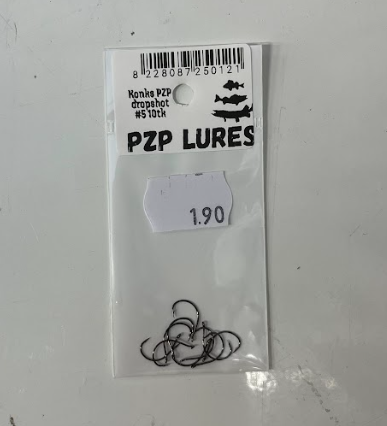 8 228087 250121
Konks PZP
dropshot
#5 10tk
PZP LURES
1.90